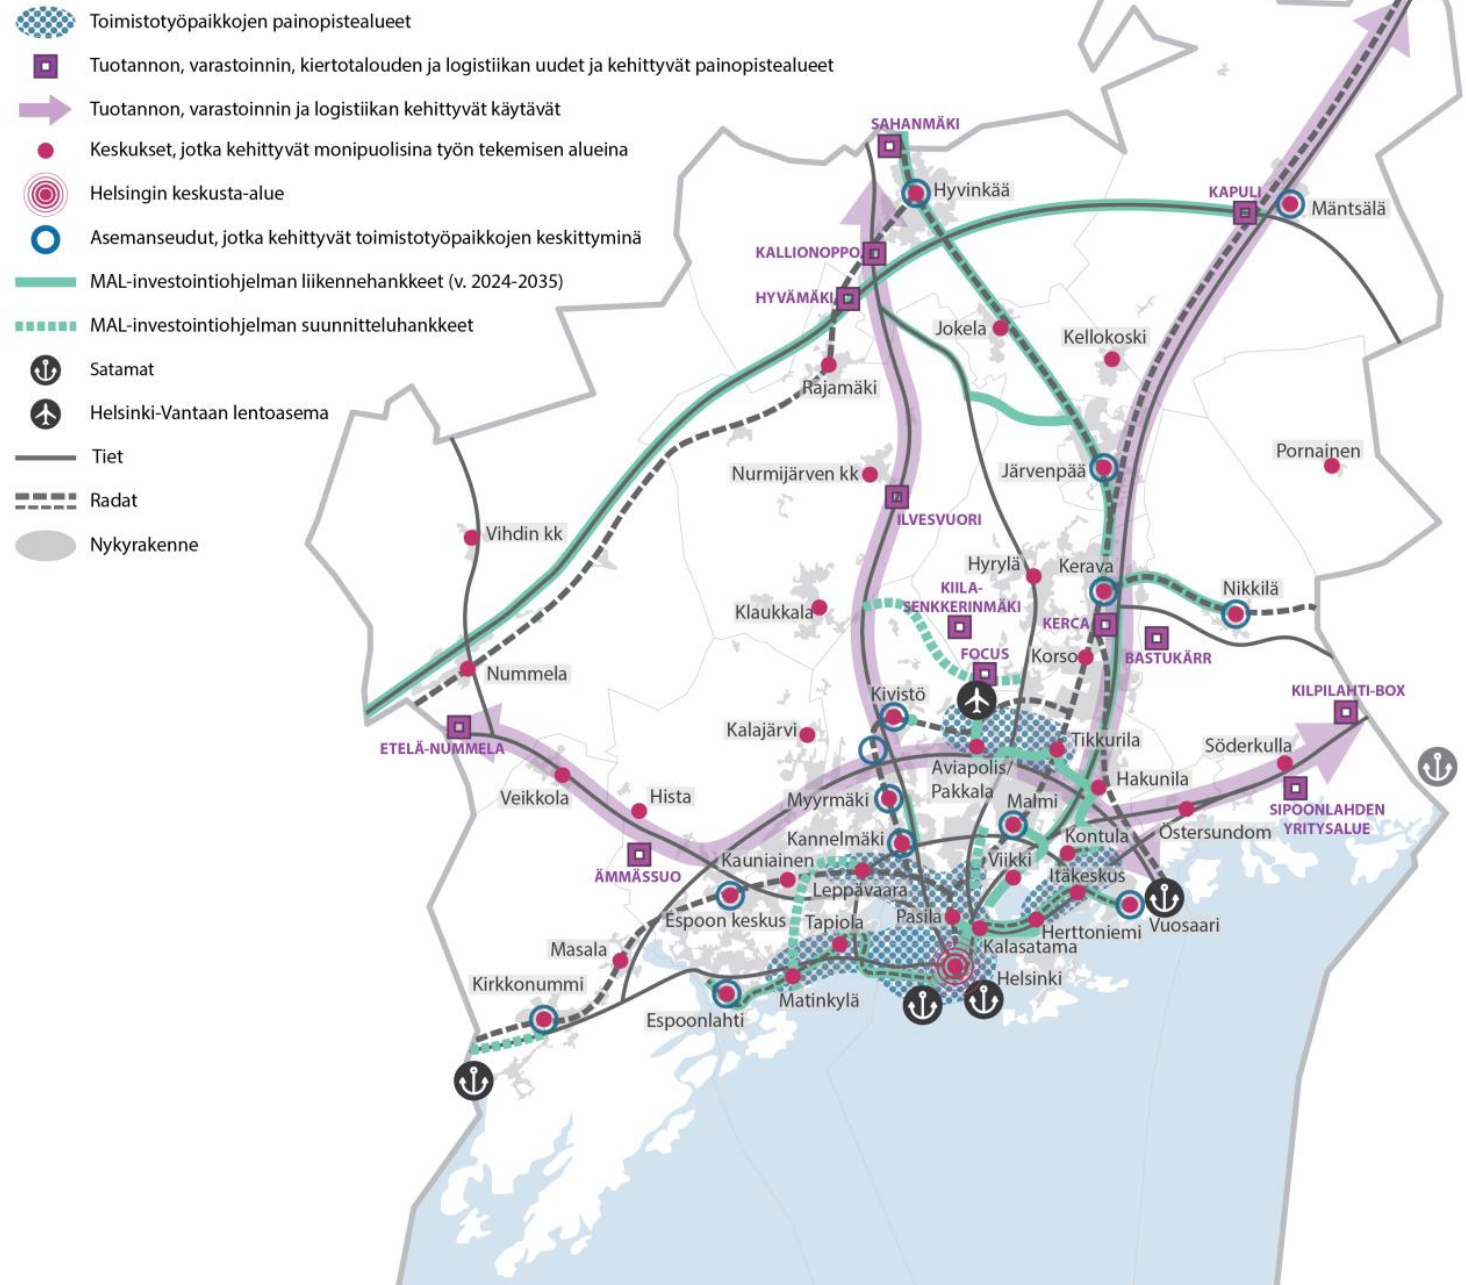 Toimistotyöpaikkojen painopistealueet
Tuotannon, varastoinnin, kiertotalouden ja logistiikan uudet ja kehittyvät painopistealueet
Tuotannon, varastoinnin ja logistiikan kehittyvät käytävät
Keskukset, jotka kehittyvät monipuolisina työn tekemisen alueina
Helsingin keskusta-alue
Asemanseudut, jotka kehittyvät toimistotyöpaikkojen keskittyminä
MAL-investointiohjelman liikennehankkeet (v. 2024-2035)
MAL-investointiohjelman suunnitteluhankkeet
Satamat
Helsinki-Vantaan lentoasema
Tiet
Radat
Nykyrakenne
SAHANMÄKI
Hyvinkää
KAPULI
Mäntsälä
KALLIONOPPO
HYVÄMÄKI
Jokela
Kellokoski
Rajamäki
Pornainen
Nurmijärven kk
Järvenpää
ILVESVUORI
Vihdin kk
Hyrylä
Kerava
KIILA-
SENKKERINMÄKI
Nikkilä
Klaukkala
KERCA
FOCUS
Korso
BASTUKÄRR
Nummela
Kivistö
KILPILAHTI-BOX
ETELÄ-NUMMELA
Kalajärvi
Tikkurila
Söderkulla
Aviapolis/
Pakkala
Hakunila
Veikkola
Hista
Myyrmäki
Malmi
SIPOONLAHDEN
YRITYSALUE
Kannelmäki
Kontula
Östersundom
Kauniainen
Viikki
ÄMMÄSSUO
Leppävaara
Itäkeskus
Espoon keskus
Tapiola
Pasila
Herttoniemi
Vuosaari
Masala
Kalasatama
Kirkkonummi
Helsinki
Matinkylä
Espoonlahti